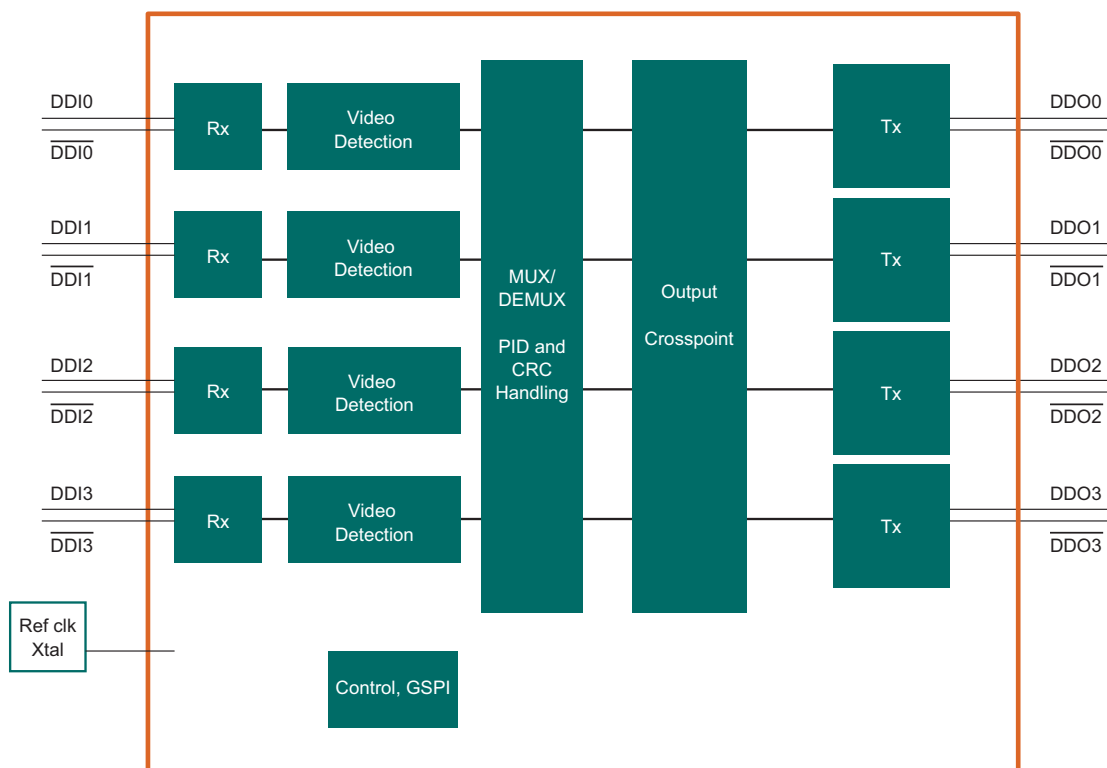 DDI0
DDI0
Rx
Video
Detection
Tx
DDO0
DDO0
DDI1
DDI1
Rx
Video
Detection
Tx
DDO1
DDO1
MUX/
DEMUX
PID and
CRC
Handling
Output
Crosspoint
DDI2
DDI2
Rx
Video
Detection
Tx
DDO2
DDO2
DDI3
DDI3
Rx
Video
Detection
Tx
DDO3
DDO3
Ref clk
Xtal
Control, GSPI